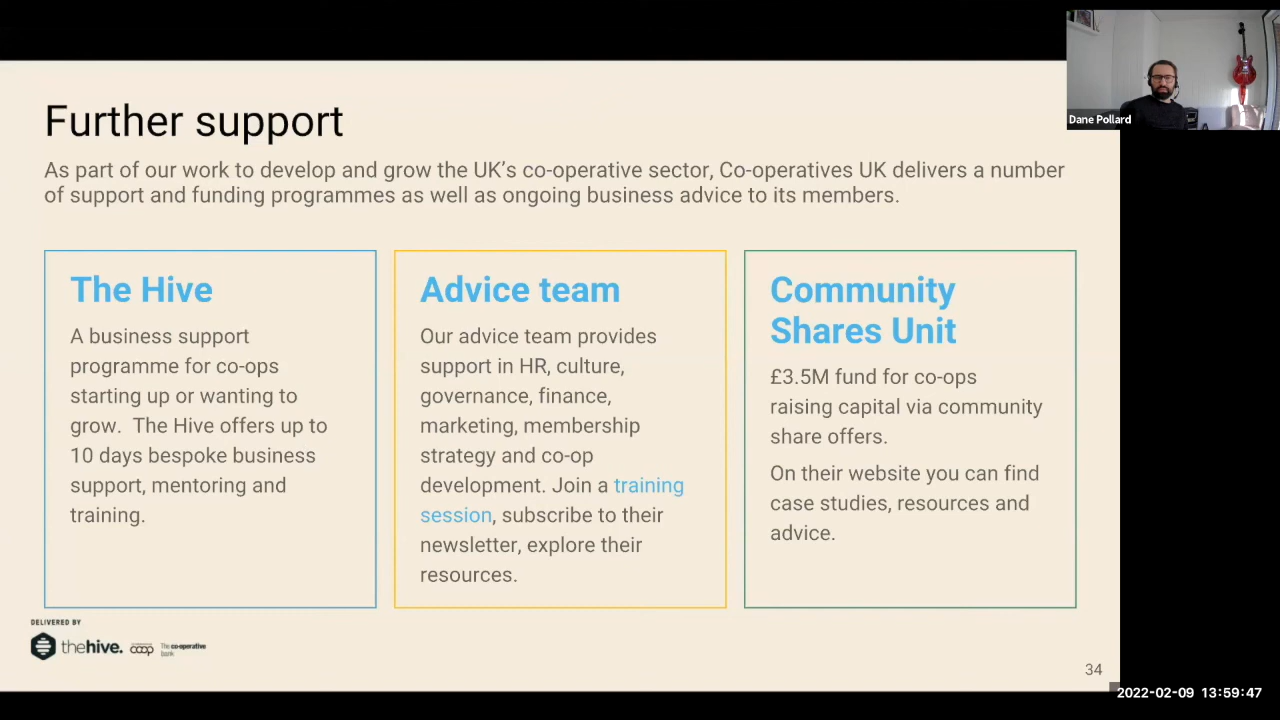 Further support
As part of our work to develop and grow the UK's co-operative sector, Co-operatives UK delivers a number
of support and funding programmes as well as ongoing business advice to its members.
The Hive
A business support
programme for co-ops
starting up or wanting to
grow.  The Hive offers up to
10 days bespoke business
support, mentoring and
training.
Advice team
Our advice team provides
support in HR, culture,
governance, finance,
marketing, membership
strategy and co-op
development. Join a training
session, subscribe to their
newsletter, explore their
resources.
Community
Shares Unit
£3.5M fund for co-ops
raising capital via community
share offers.
On their website you can find
case studies, resources and
advice.
DELIVERED BY
thehive.
coop
The co-operative
bank
34
Dane Pollard
2022-02-09 13:59:47